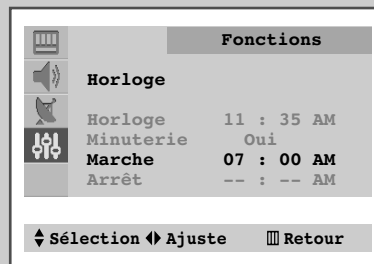 Fonctions
Horloge
Horloge 11 : 35 AM
Minuterie Oui
Marche 07 : 00 AM
Arrêt -- : -- AM
Sélection Ajuste Retour